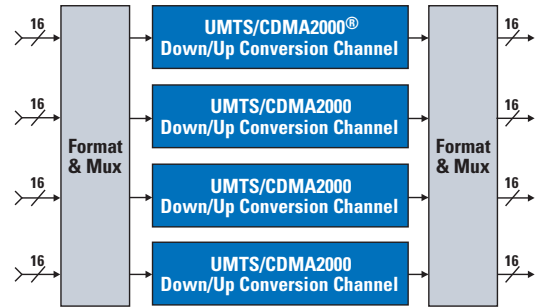 16
UMTS/CDMA2000®
Down/Up Conversion Channel
16
16
UMTS/CDMA2000
Down/Up Conversion Channel
16
Format
& Mux
Format
& Mux
16
UMTS/CDMA2000
Down/Up Conversion Channel
16
16
UMTS/CDMA2000
Down/Up Conversion Channel
16